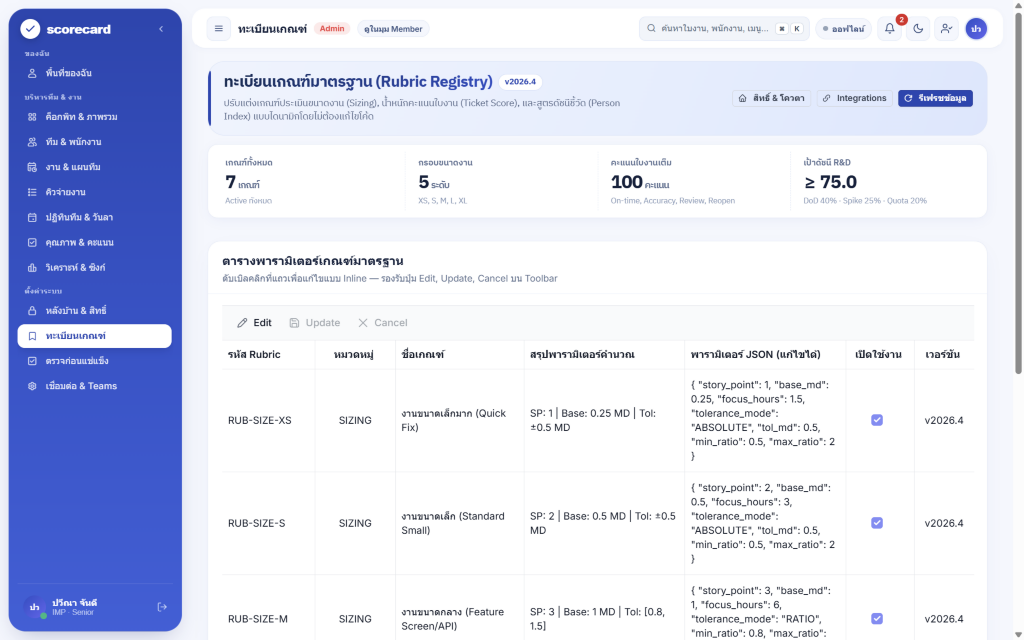 scorecard
ของฉัน
พื้นที่ของฉัน
บริหารทีม & งาน
ค็อกพิท & ภาพรวม
ทีม & พนักงาน
งาน & แผนทีม
คิวจ่ายงาน
ปฏิทินทีม & วันลา
คุณภาพ & คะแนน
วิเคราะห์ & ซิงก์
ตั้งค่าระบบ
หลังบ้าน & สิทธิ์
ทะเบียนเกณฑ์
ตรวจก่อนแช่แข็ง
เชื่อมต่อ & Teams
ปา
ปวีณา จันดี
IMP · Senior
ทะเบียนเกณฑ์ Admin ดูในมุม Member
ค้นหาใบงาน, พนักงาน, เมนู... ⌘ K
ออฟไลน์
2
ปา
ทะเบียนเกณฑ์มาตรฐาน (Rubric Registry) v2026.4
ปรับแต่งเกณฑ์ประเมินขนาดงาน (Sizing), น้ำหนักคะแนนใบงาน (Ticket Score), และสูตรดัชนีชี้วัด (Person
Index) แบบไดนามิกโดยไม่ต้องแก้ไขโค้ด
สิทธิ์ & โควตา
Integrations
รีเฟรชข้อมูล
เกณฑ์ทั้งหมด
7 เกณฑ์
Active ทั้งหมด
กรอบขนาดงาน
5 ระดับ
XS, S, M, L, XL
คะแนนใบงานเต็ม
100 คะแนน
On-time, Accuracy, Review, Reopen
เป้าดัชนี R&D
≥ 75.0
DoD 40% · Spike 25% · Quota 20%
ตารางพารามิเตอร์เกณฑ์มาตรฐาน
ดับเบิลคลิกที่แถวเพื่อแก้ไขแบบ Inline — รองรับปุ่ม Edit, Update, Cancel บน Toolbar
Edit Update Cancel
รหัส Rubric หมวดหมู่ ชื่อเกณฑ์ สรุปพารามิเตอร์คำนวณ พารามิเตอร์ JSON (แก้ไขได้) เปิดใช้งาน เวอร์ชัน
RUB-SIZE-XS
SIZING
งานขนาดเล็กมาก (Quick
Fix)
SP: 1 | Base: 0.25 MD | Tol:
±0.5 MD
{ "story_point": 1, "base_md":
0.25, "focus_hours": 1.5,
"tolerance_mode":
"ABSOLUTE", "tol_md": 0.5,
"min_ratio": 0.5, "max_ratio": 2
}
v2026.4
RUB-SIZE-S
SIZING
งานขนาดเล็ก (Standard
Small)
SP: 2 | Base: 0.5 MD | Tol: ±0.5
MD
{ "story_point": 2, "base_md":
0.5, "focus_hours": 3,
"tolerance_mode":
"ABSOLUTE", "tol_md": 0.5,
"min_ratio": 0.5, "max_ratio": 2
}
v2026.4
RUB-SIZE-M
SIZING
งานขนาดกลาง (Feature
Screen/API)
SP: 3 | Base: 1 MD | Tol: [0.8,
1.5]
{ "story_point": 3, "base_md":
1, "focus_hours": 6,
"tolerance_mode": "RATIO",
"min_ratio": 0.8, "max_ratio":
v2026.4